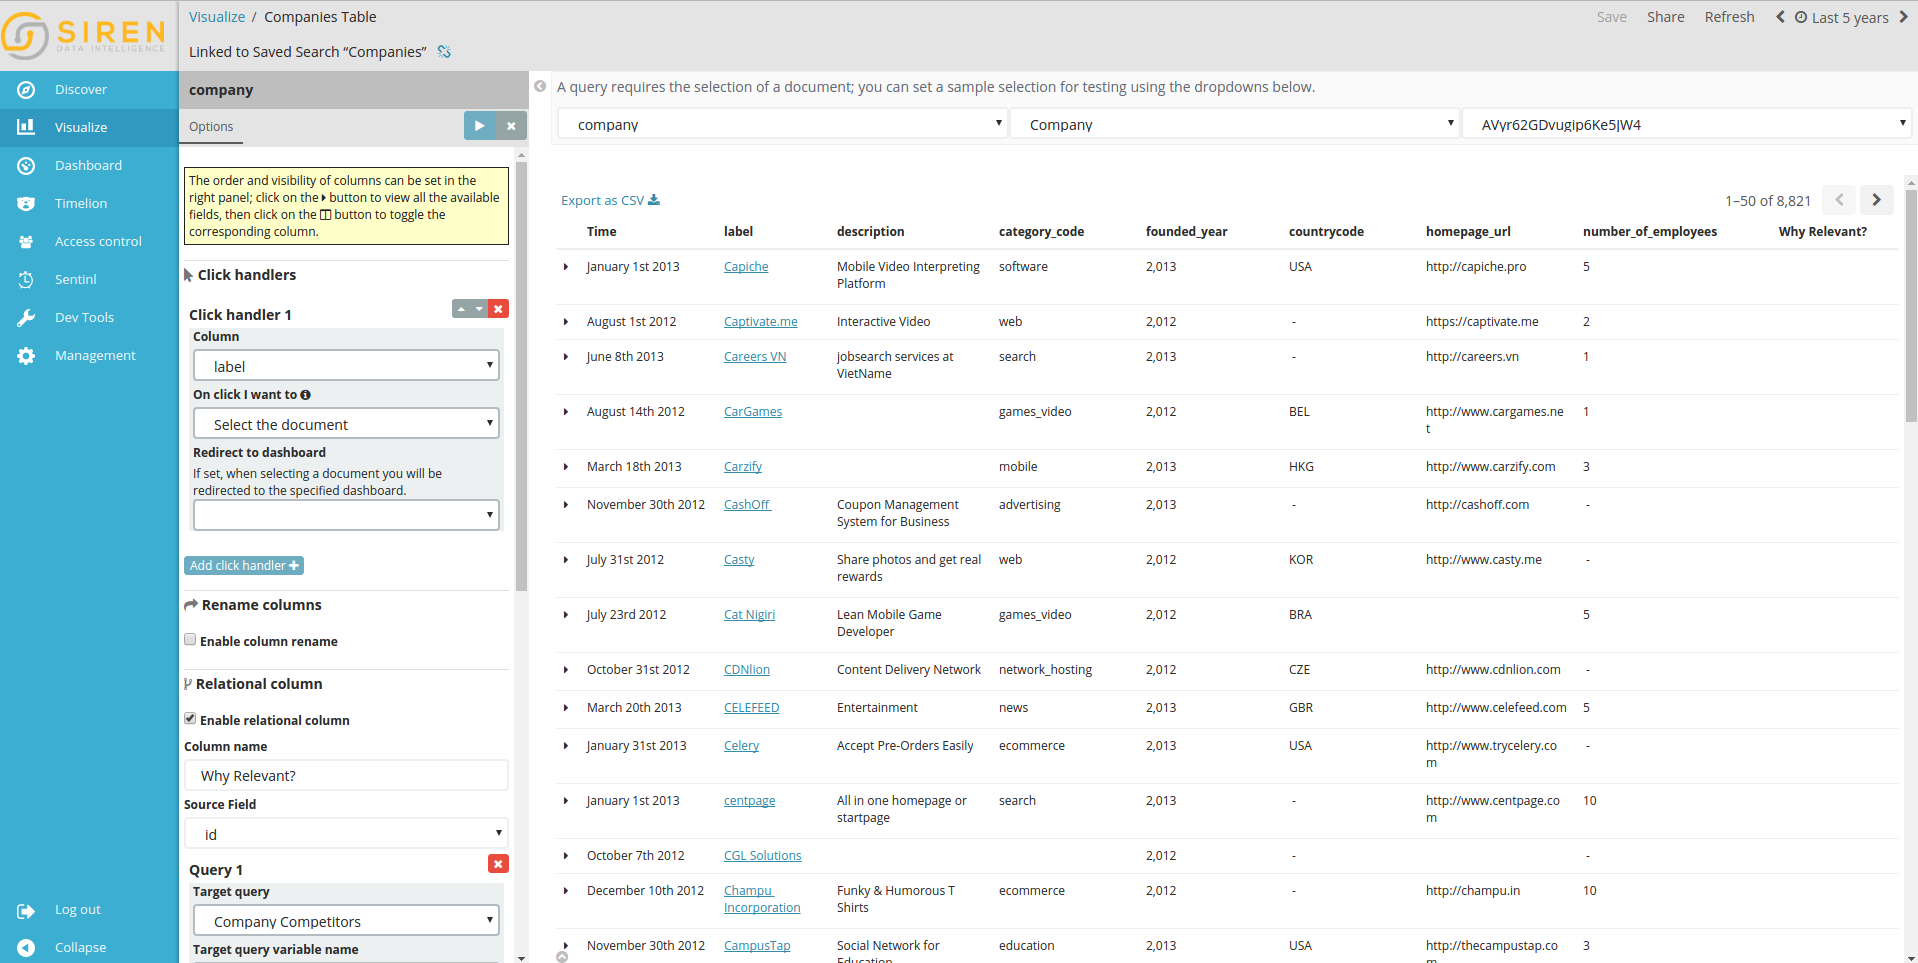 SIREN
DATA INTELLIGENCE
Visualize / Companies Table
Save Share Refresh Last 5 years
Linked to Saved Search “Companies”
Discover
Visualize
Dashboard
Timelion
Access control
Sentinl
Dev Tools
Management
Log out
Collapse
company
Options
The order and visibility of columns can be set in the
right panel; click on the button to view all the available
fields, then click on the button to toggle the
corresponding column.
Click handlers
Click handler 1
Column
label
On click I want to
Select the document
Redirect to dashboard
If set, when selecting a document you will be
redirected to the specified dashboard.
Add click handler
Rename columns
Enable column rename
Relational column
Enable relational column
Column name
Why Relevant?
Source Field
id
Query 1
Target query
Company Competitors
Target query variable name
A query requires the selection of a document; you can set a sample selection for testing using the dropdowns below.
company Company AVyr62GDvugip6Ke5JW4
Export as CSV 1–50 of 8,821
Time label description category_code founded_year countrycode homepage_url number_of_employees Why Relevant?
January 1st 2013 Capiche Mobile Video Interpreting software 2,013 USA http://capiche.pro 5
Platform
August 1st 2012 Captivate.me Interactive Video web 2,012 - https://captivate.me 2
June 8th 2013 Careers VN jobsearch services at search 2,013 - http://careers.vn 1
VietName
August 14th 2012 CarGames games_video 2,012 BEL http://www.cargames.ne 1
t
March 18th 2013 Carzify mobile 2,013 HKG http://www.carzify.com 3
November 30th 2012 CashOff Coupon Management advertising 2,013 - http://cashoff.com -
System for Business
July 31st 2012 Casty Share photos and get real web 2,012 KOR http://www.casty.me -
rewards
July 23rd 2012 Cat Nigiri Lean Mobile Game games_video 2,012 BRA 5
Developer
October 31st 2012 CDNlion Content Delivery Network network_hosting 2,012 CZE http://www.cdnlion.com -
March 20th 2013 CELEFEED Entertainment news 2,013 GBR http://www.celefeed.com 5
January 31st 2013 Celery Accept Pre-Orders Easily ecommerce 2,013 USA http://www.trycelery.co -
m
January 1st 2013 centpage All in one homepage or search 2,013 - http://www.centpage.co 10
startpage m
October 7th 2012 CGL Solutions 2,012 - -
December 10th 2012 Champu Funky & Humorous T ecommerce 2,012 - http://champu.in 10
Incorporation Shirts
November 30th 2012 CampusTap Social Network for education 2,013 USA http://thecampustap.co 3
Education m